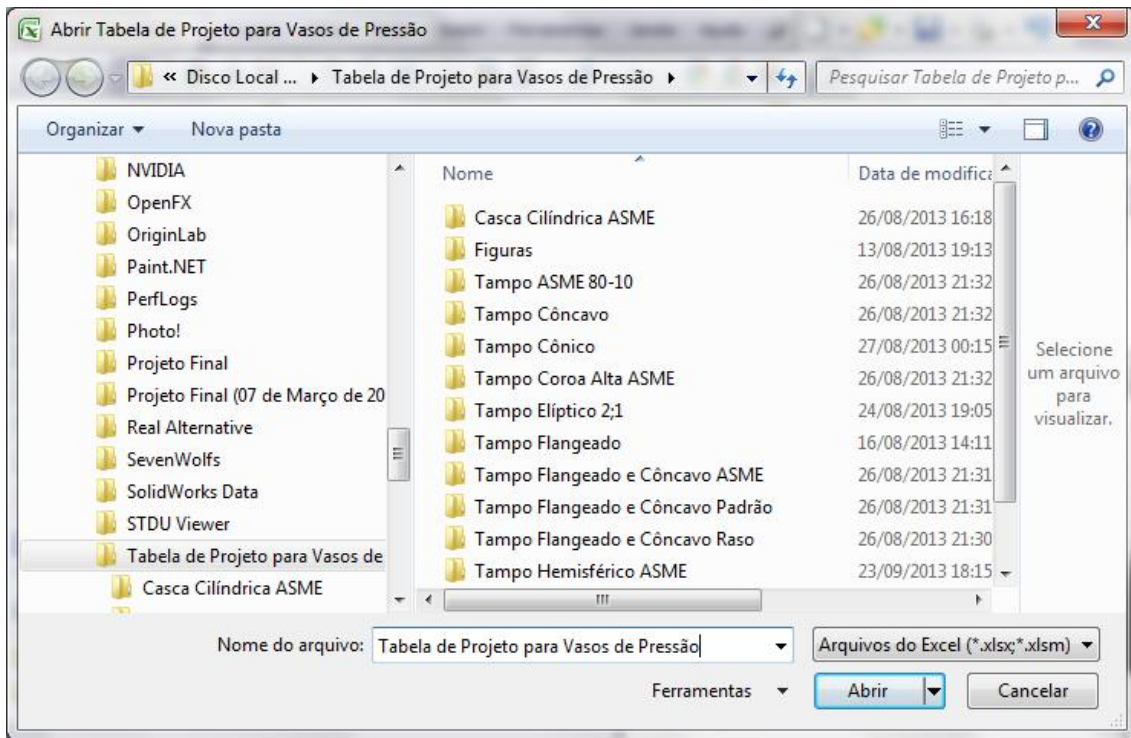 Abrir Tabela de Projeto para Vasos de Pressão
« Disco Local ... ▸ Tabela de Projeto para Vasos de Pressão ▸
Pesquisar Tabela de Projeto p...
Organizar Nova pasta
NVIDIA
OpenFX
OriginLab
Paint.NET
PerfLogs
Photo!
Projeto Final
Projeto Final (07 de Março de 20
Real Alternative
SevenWolfs
SolidWorks Data
STDU Viewer
Tabela de Projeto para Vasos de
Casca Cilíndrica ASME
Nome Data de modifica
Casca Cilíndrica ASME 26/08/2013 16:18
Figuras 13/08/2013 19:13
Tampo ASME 80-10 26/08/2013 21:32
Tampo Côncavo 26/08/2013 21:32
Tampo Cônico 27/08/2013 00:15
Tampo Coroa Alta ASME 26/08/2013 21:32
Tampo Elíptico 2;1 24/08/2013 19:05
Tampo Flangeado 16/08/2013 14:11
Tampo Flangeado e Côncavo ASME 26/08/2013 21:31
Tampo Flangeado e Côncavo Padrão 26/08/2013 21:31
Tampo Flangeado e Côncavo Raso 26/08/2013 21:30
Tampo Hemisférico ASME 23/09/2013 18:15
Selecione
um arquivo
para
visualizar.
Nome do arquivo: Tabela de Projeto para Vasos de Pressão
Arquivos do Excel (*.xlsx;*.xlsm)
Ferramentas Abrir Cancelar